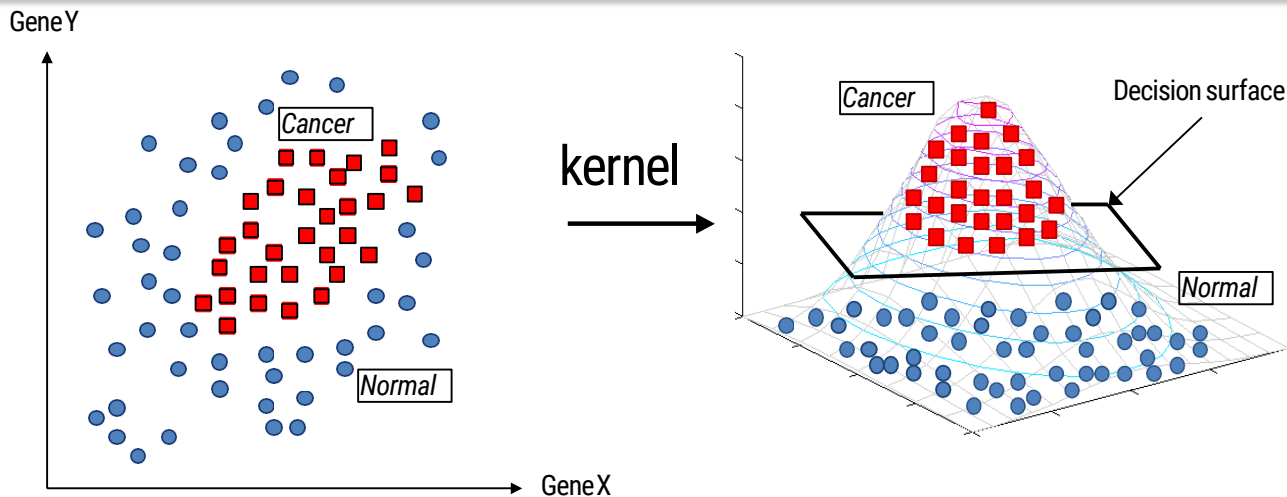 Gene Y
Cancer
Normal
Gene X
kernel
Cancer
Decision surface
Normal